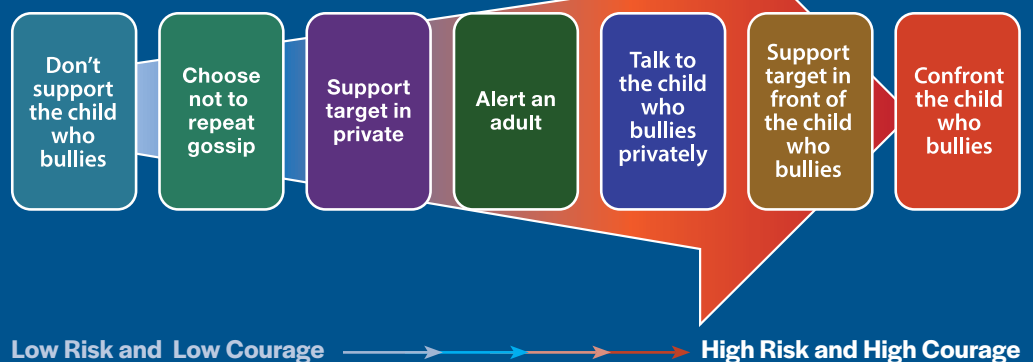 Don't
support
the child
who
bullies
Choose
not to
repeat
gossip
Support
target in
private
Alert an
adult
Talk to
the child
who
bullies
privately
Support
target in
front of
the child
who
bullies
Confront
the child
who
bullies
Low Risk and Low Courage
High Risk and High Courage